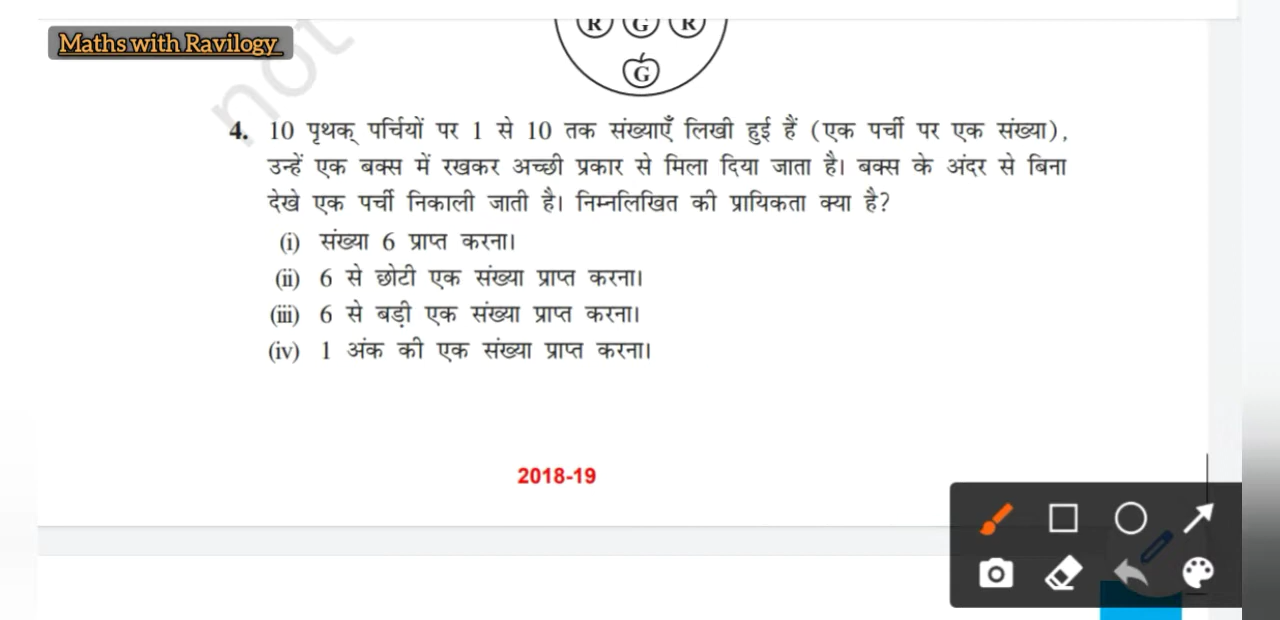 Maths with Ravilogy
not
R G R
G
4. 10 पृथक् पर्चियों पर 1 से 10 तक संख्याएँ लिखी हुई हैं (एक पर्ची पर एक संख्या),
उन्हें एक बक्स में रखकर अच्छी प्रकार से मिला दिया जाता है। बक्स के अंदर से बिना
देखे एक पर्ची निकाली जाती है। निम्नलिखित की प्रायिकता क्या है?
(i) संख्या 6 प्राप्त करना।
(ii) 6 से छोटी एक संख्या प्राप्त करना।
(iii) 6 से बड़ी एक संख्या प्राप्त करना।
(iv) 1 अंक की एक संख्या प्राप्त करना।
2018-19